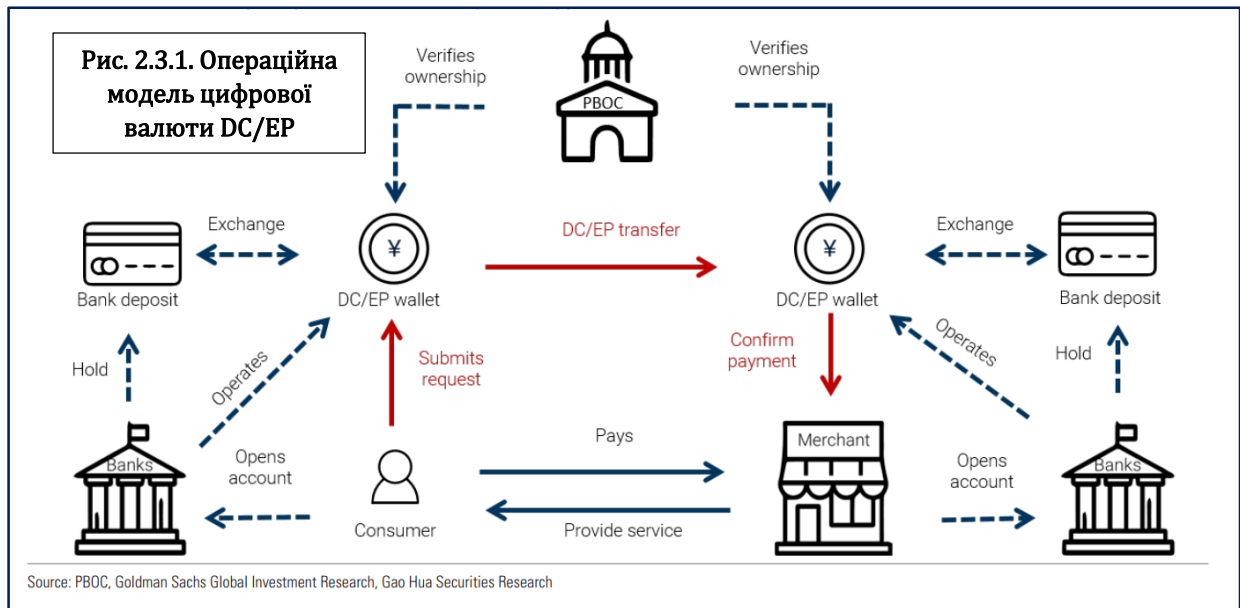 Рис. 2.3.1. Операційна
модель цифрової
валюти DC/EP
Verifies
ownership
PBOC
Verifies
ownership
Exchange
¥
DC/EP transfer
¥
Exchange
Bank deposit
DC/EP wallet
DC/EP wallet
Bank deposit
Hold
Operates
Submits
request
Confirm
payment
Operates
Hold
Banks
Opens
account
Pays
Merchant
Opens
account
Banks
Consumer
Provide service
Source: PBOC, Goldman Sachs Global Investment Research, Gao Hua Securities Research